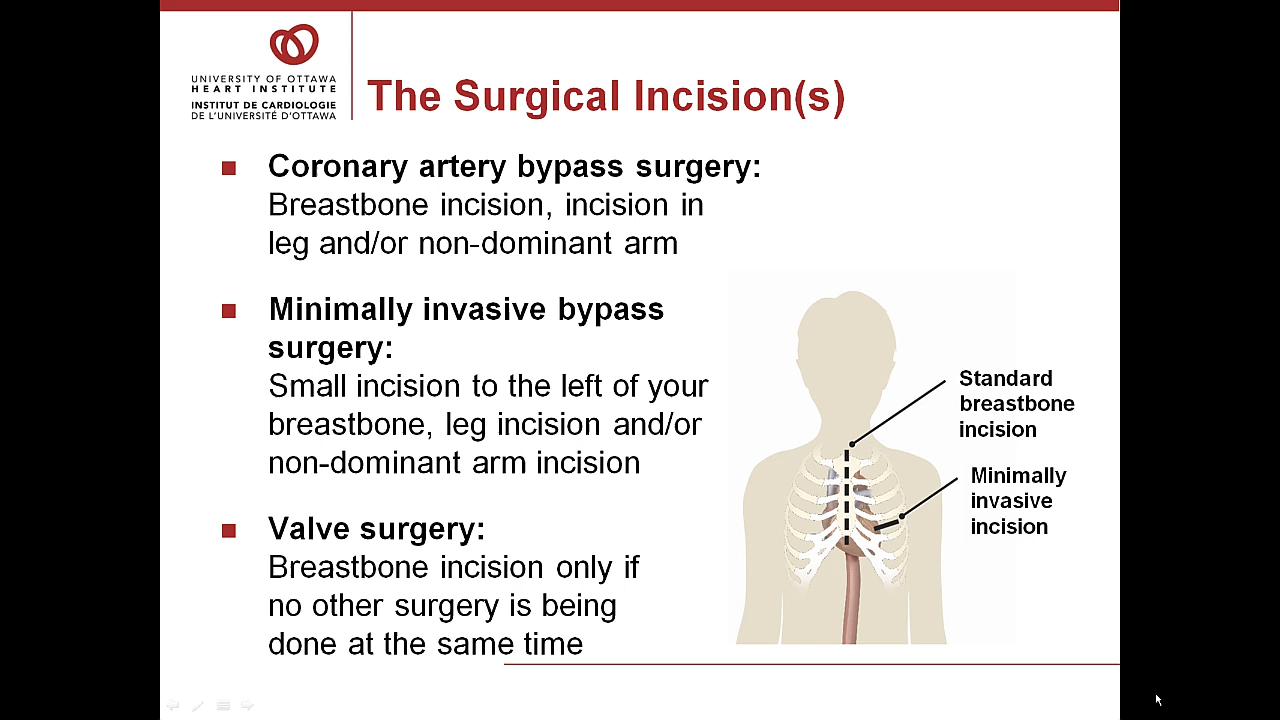 UNIVERSITY OF OTTAWA
HEART INSTITUTE
INSTITUT DE CARDIOLOGIE
DE L'UNIVERSITÉ D'OTTAWA
The Surgical Incision(s)
Coronary artery bypass surgery:
Breastbone incision, incision in
leg and/or non-dominant arm
Minimally invasive bypass
surgery:
Small incision to the left of your
breastbone, leg incision and/or
non-dominant arm incision
Valve surgery:
Breastbone incision only if
no other surgery is being
done at the same time
Standard
breastbone
incision
Minimally
invasive
incision